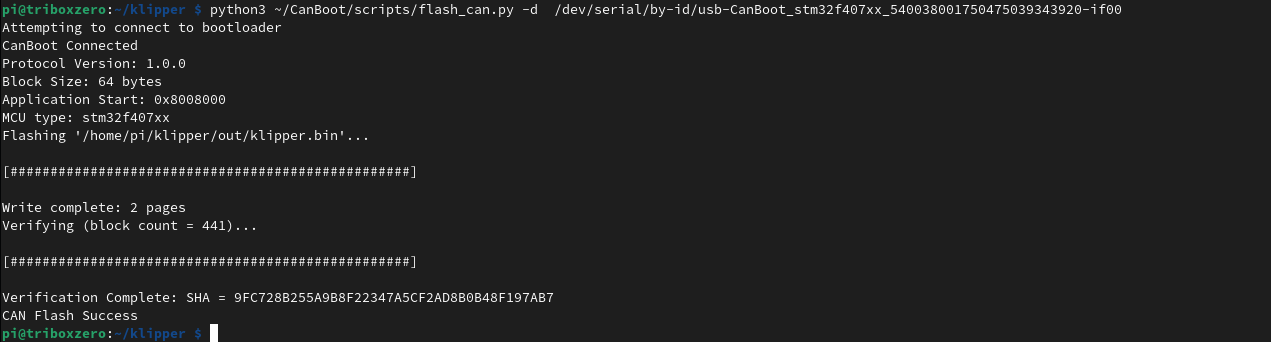 pi@triboxzero:~/klipper $ python3 ~/CanBoot/scripts/flash_can.py -d  /dev/serial/by-id/usb-CanBoot_stm32f407xx_540038001750475039343920-if00
Attempting to connect to bootloader
CanBoot Connected
Protocol Version: 1.0.0
Block Size: 64 bytes
Application Start: 0x8008000
MCU type: stm32f407xx
Flashing '/home/pi/klipper/out/klipper.bin'...
[##################################################]
Write complete: 2 pages
Verifying (block count = 441)...
[##################################################]
Verification Complete: SHA = 9FC728B255A9B8F22347A5CF2AD8B0B48F197AB7
CAN Flash Success
pi@triboxzero:~/klipper $